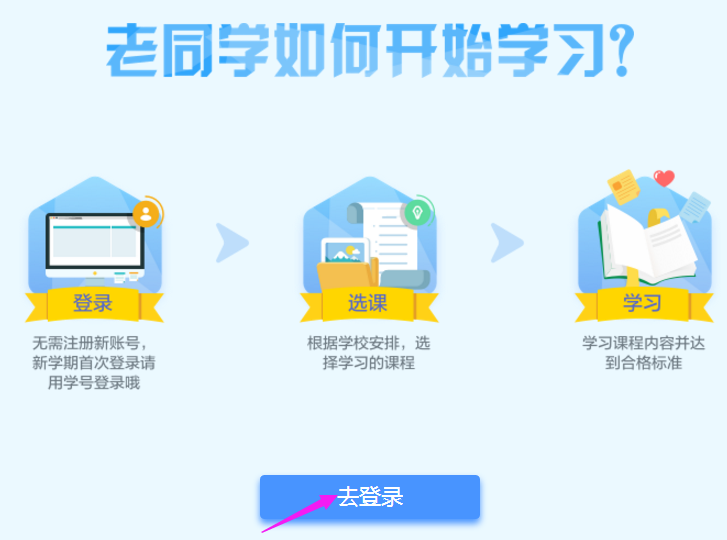 老同学如何开始学习?
登录
选课
学习
无需注册新账号，
新学期首次登录请
用学号登录哦
根据学校安排，选
择学习的课程
学习课程内容并达
到合格标准
去登录